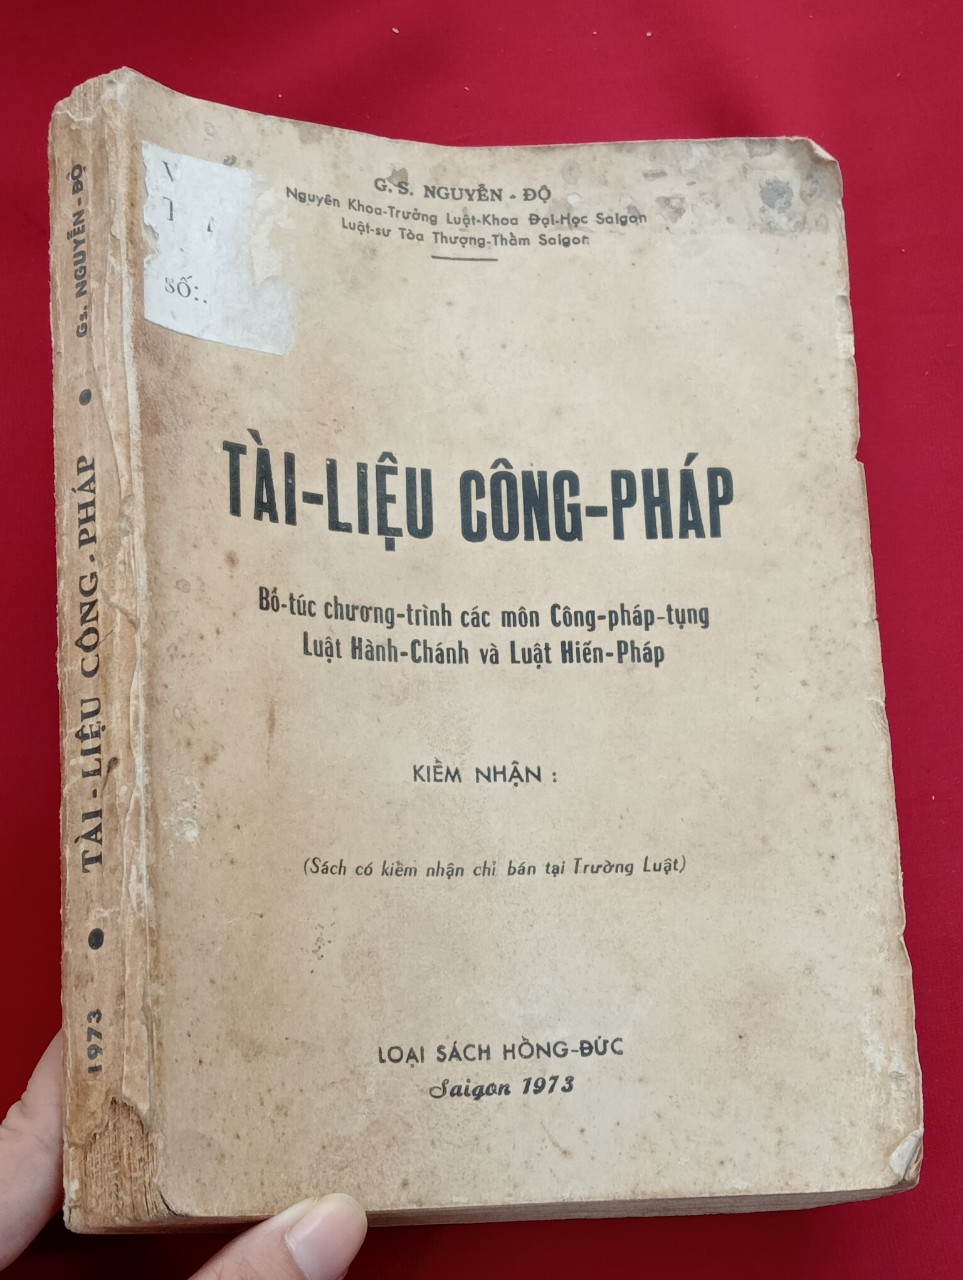 số:.
G.S. NGUYỄN - ĐỘ
Nguyên Khoa-Trưởng Luật-Khoa Đại-Học Saigon
Luật-sư Tòa Thượng-Thẩm Saigon
TÀI-LIỆU CÔNG-PHÁP
Bổ-túc chương-trình các môn Công-pháp-tụng
Luật Hành-Chánh và Luật Hiến-Pháp
KIỂM NHẬN :
(Sách có kiểm nhận chỉ bán tại Trường Luật)
LOẠI SÁCH HỒNG-ĐỨC
Saigon 1973
1973 • TÀI - LIỆU CÔNG - PHÁP • Gs. NGUYỄN - ĐỘ